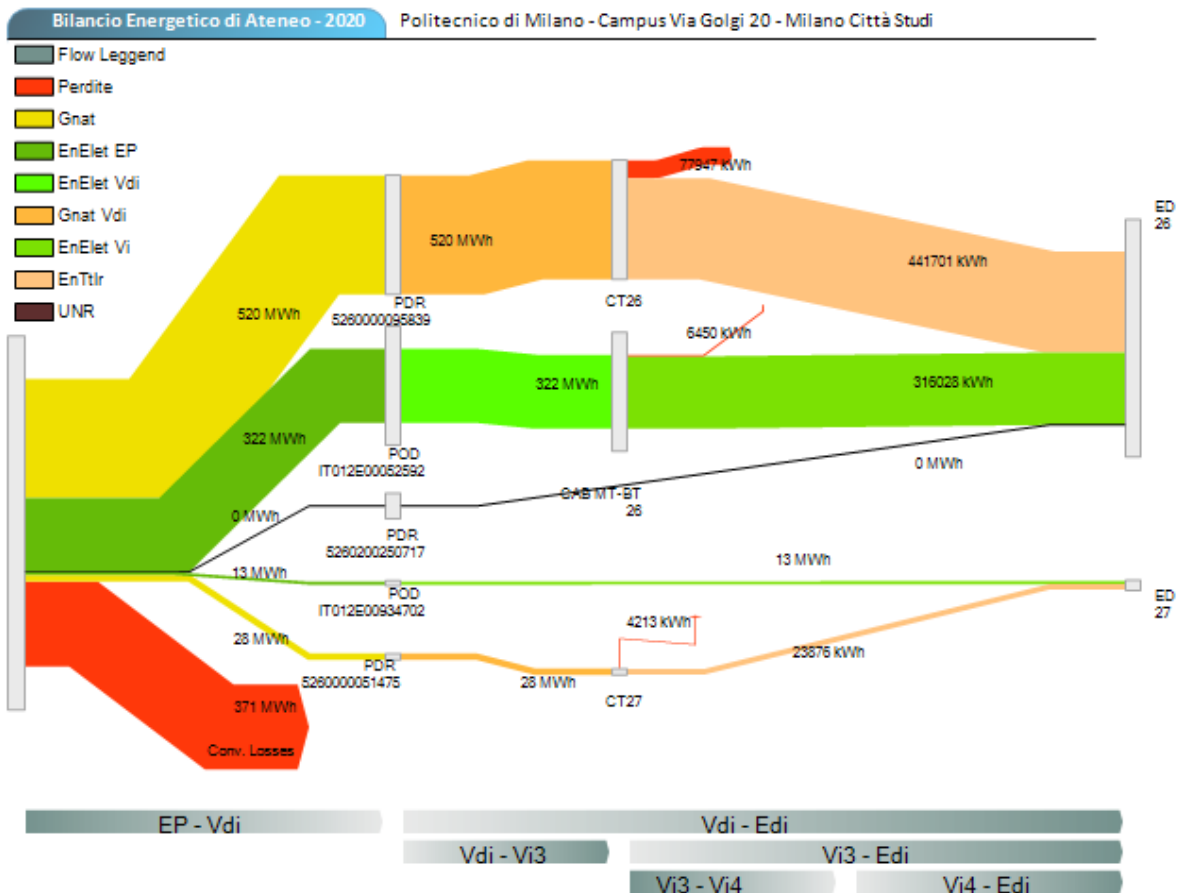 Bilancio Energetico di Ateneo - 2020
Politecnico di Milano - Campus Via Golgi 20 - Milano Città Studi
Flow Leggend
Perdite
Gnat
EnElet EP
EnElet Vdi
Gnat Vdi
EnElet Vi
EnTtlr
UNR
77947 kWh
ED
26
520 MWh
441701 kWh
CT26
PDR
5260000095839
520 MWh
6450 kWh
322 MWh
316028 kWh
322 MWh
POD
IT012E00052592
0 MWh
CAB MT-BT
26
0 MWh
PDR
5260200250717
13 MWh
13 MWh
POD
IT012E00934702
ED
27
4213 kWh
28 MWh
23876 kWh
PDR
5260000051475
28 MWh
CT27
371 MWh
Conv. Losses
EP - Vdi
Vdi - Edi
Vdi - Vi3
Vi3 - Edi
Vi3 - Vi4
Vi4 - Edi